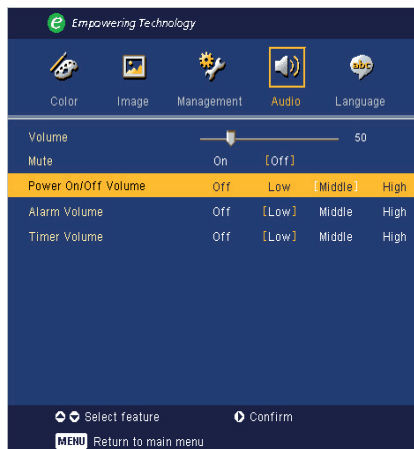 e Empowering Technology
Color Image Management Audio abc Language
Volume 50
Mute On [Off]
Power On/Off Volume Off Low [Middle] High
Alarm Volume Off [Low] Middle High
Timer Volume Off [Low] Middle High
Select feature Confirm
MENU Return to main menu